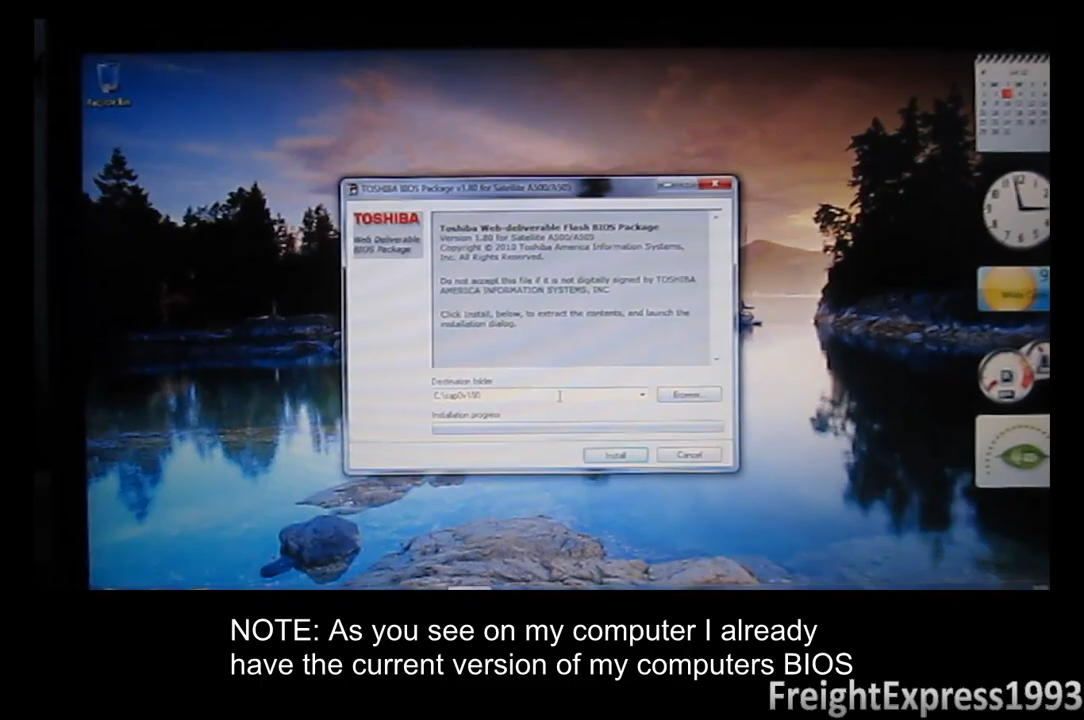 Recycle Bin
TOSHIBA BIOS Package v1.80 for Satellite A500/A505
TOSHIBA
Web Deliverable
BIOS Package
Toshiba Web-deliverable Flash BIOS Package
Version 1.80 for Satellite A500/A505
Copyright © 2010 Toshiba America Information Systems,
Inc. All Rights Reserved.
Do not accept this file if it is not digitally signed by TOSHIBA
AMERICA INFORMATION SYSTEMS, INC
Click Install, below, to extract the contents, and launch the
installation dialog.
Destination folder
Browse...
Installation progress
Install
Cancel
NOTE: As you see on my computer I already
have the current version of my computers BIOS
FreightExpress1993